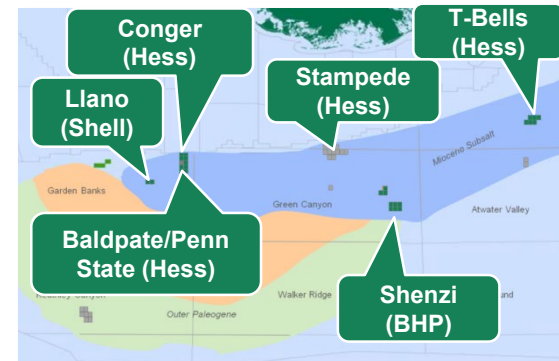 Conger
(Hess)
T-Bells
(Hess)
Stampede
(Hess)
Llano
(Shell)
Miocene Subsalt
Garden Banks
Green Canyon
Atwater Valley
Baldpate/Penn
State (Hess)
Shenzi
(BHP)
Walker Ridge
Outer Paleogene